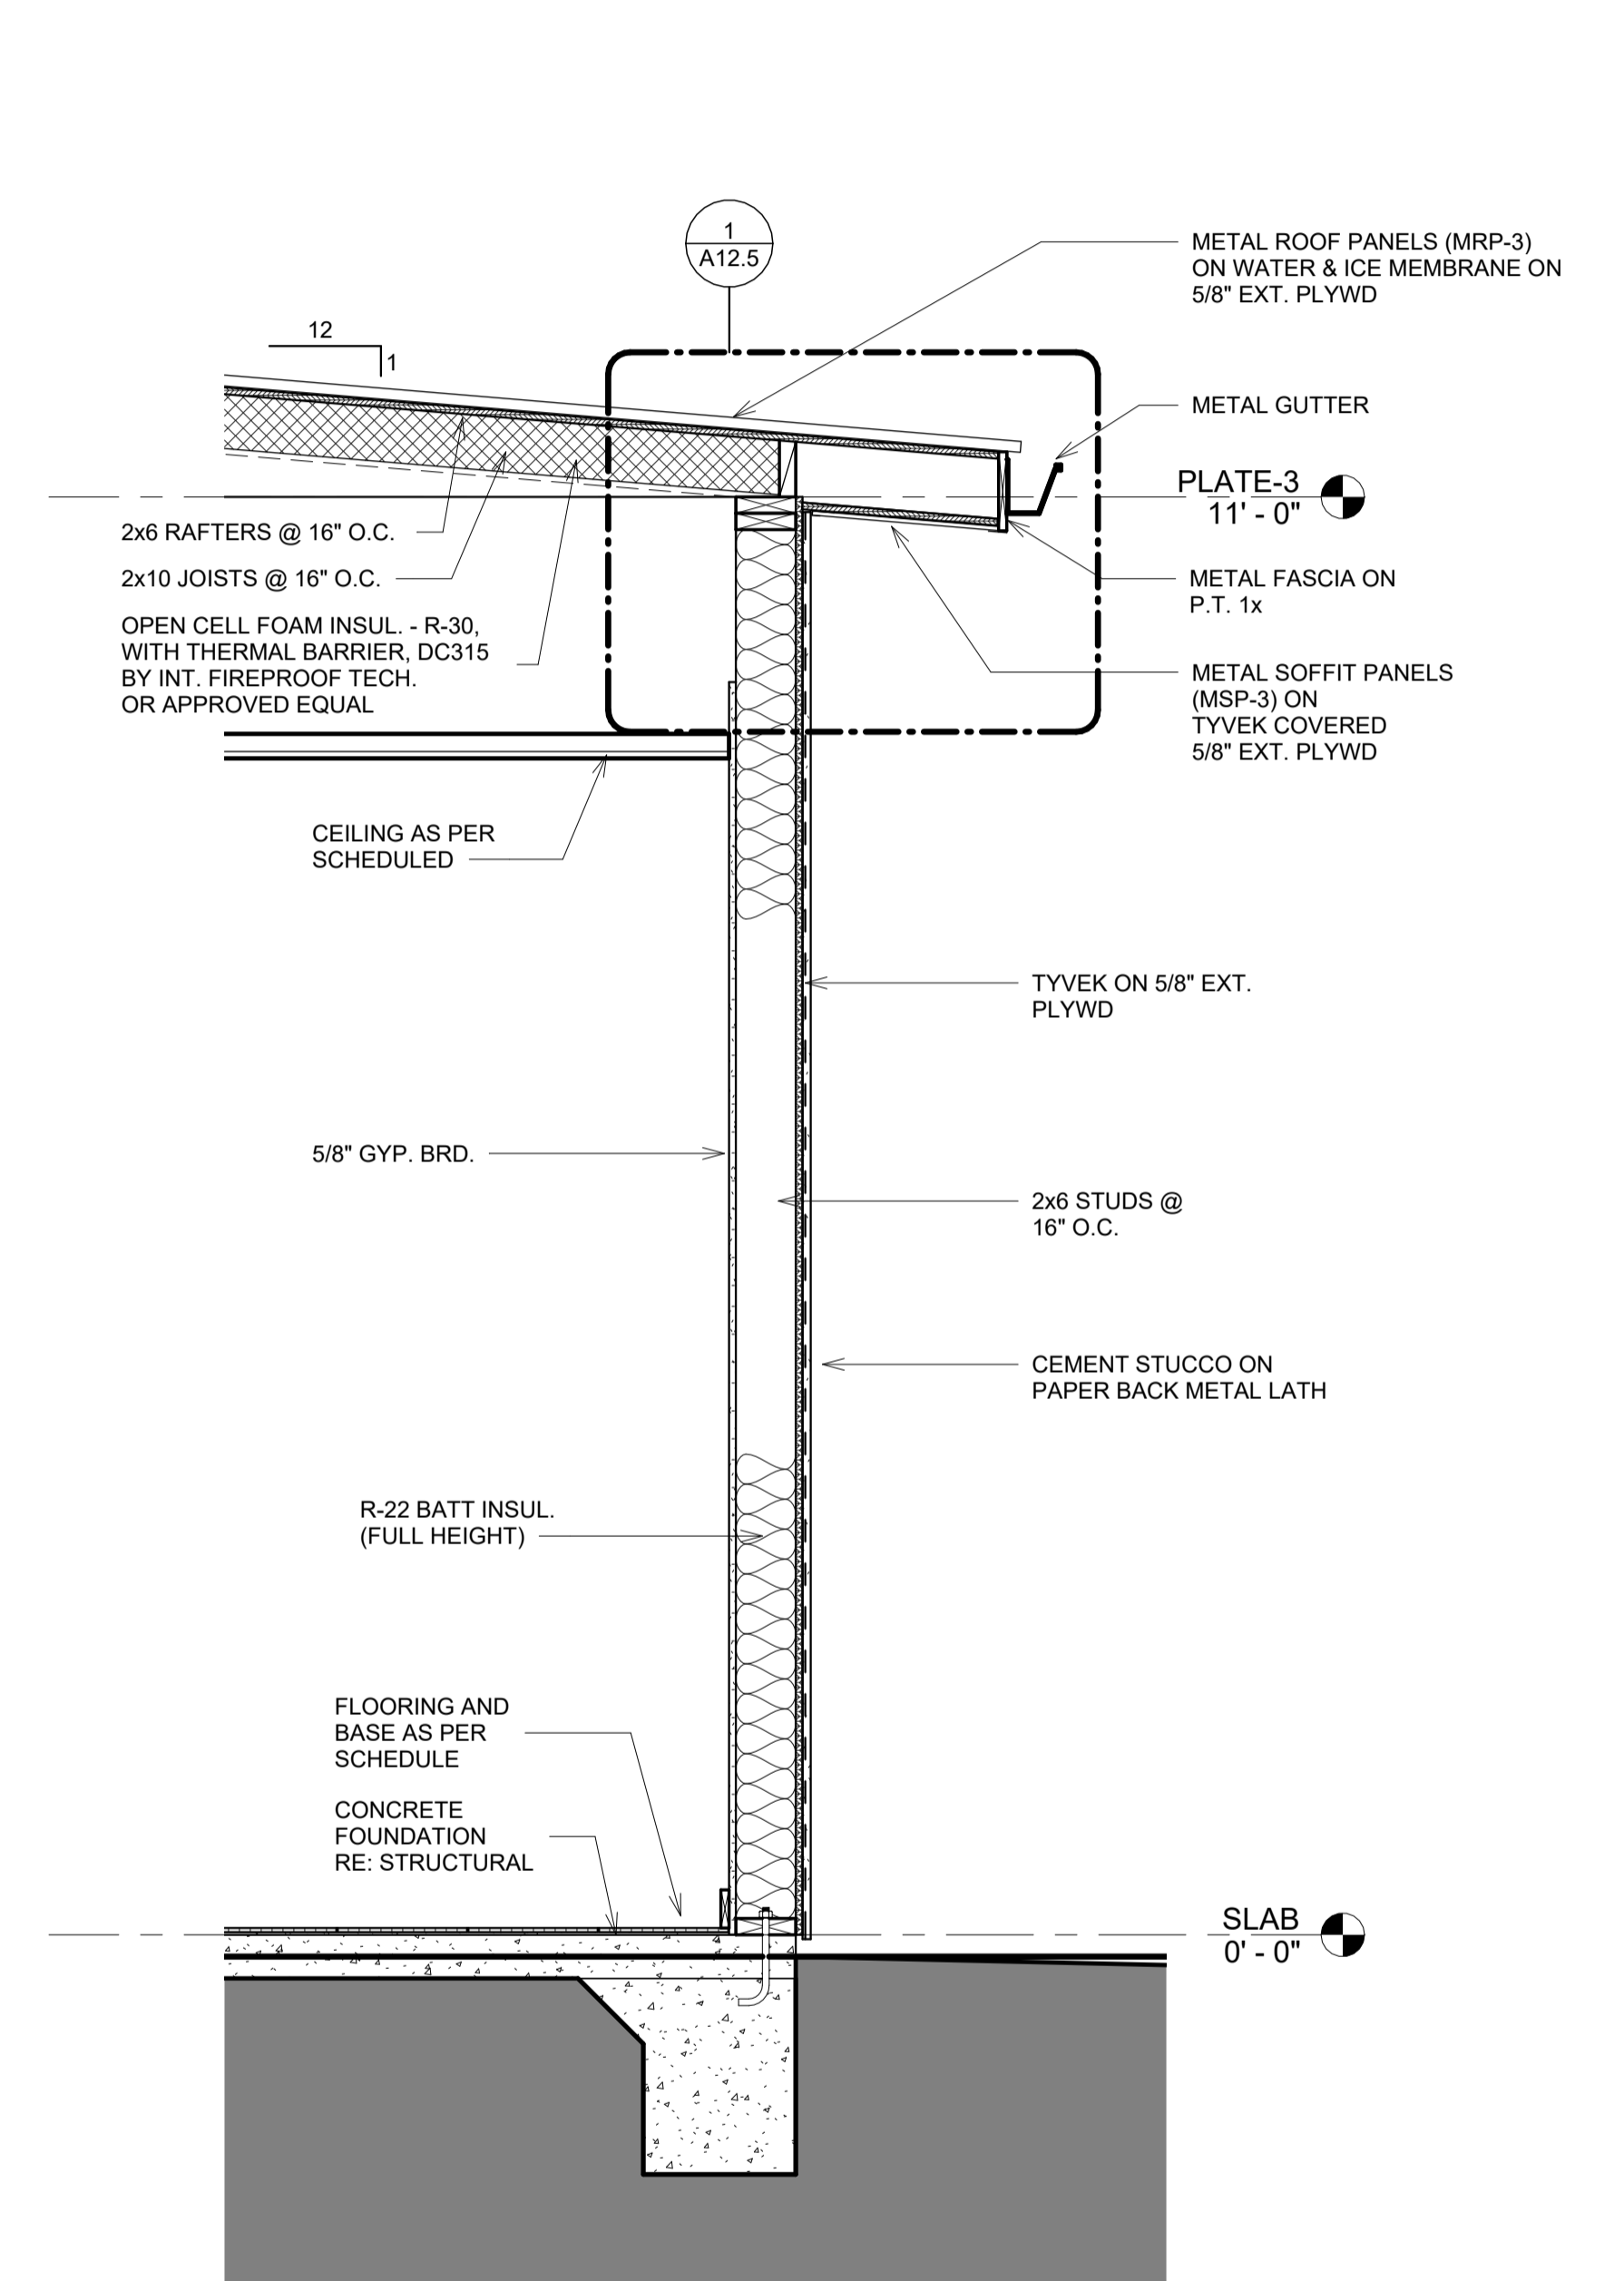 1
A12.5
METAL ROOF PANELS (MRP-3)
ON WATER & ICE MEMBRANE ON
5/8" EXT. PLYWD
12
1
METAL GUTTER
PLATE-3
11' - 0"
2x6 RAFTERS @ 16" O.C.
2x10 JOISTS @ 16" O.C.
OPEN CELL FOAM INSUL. - R-30,
WITH THERMAL BARRIER, DC315
BY INT. FIREPROOF TECH.
OR APPROVED EQUAL
METAL FASCIA ON
P.T. 1x
METAL SOFFIT PANELS
(MSP-3) ON
TYVEK COVERED
5/8" EXT. PLYWD
CEILING AS PER
SCHEDULED
TYVEK ON 5/8" EXT.
PLYWD
5/8" GYP. BRD.
2x6 STUDS @
16" O.C.
CEMENT STUCCO ON
PAPER BACK METAL LATH
R-22 BATT INSUL.
(FULL HEIGHT)
FLOORING AND
BASE AS PER
SCHEDULE
CONCRETE
FOUNDATION
RE: STRUCTURAL
SLAB
0' - 0"